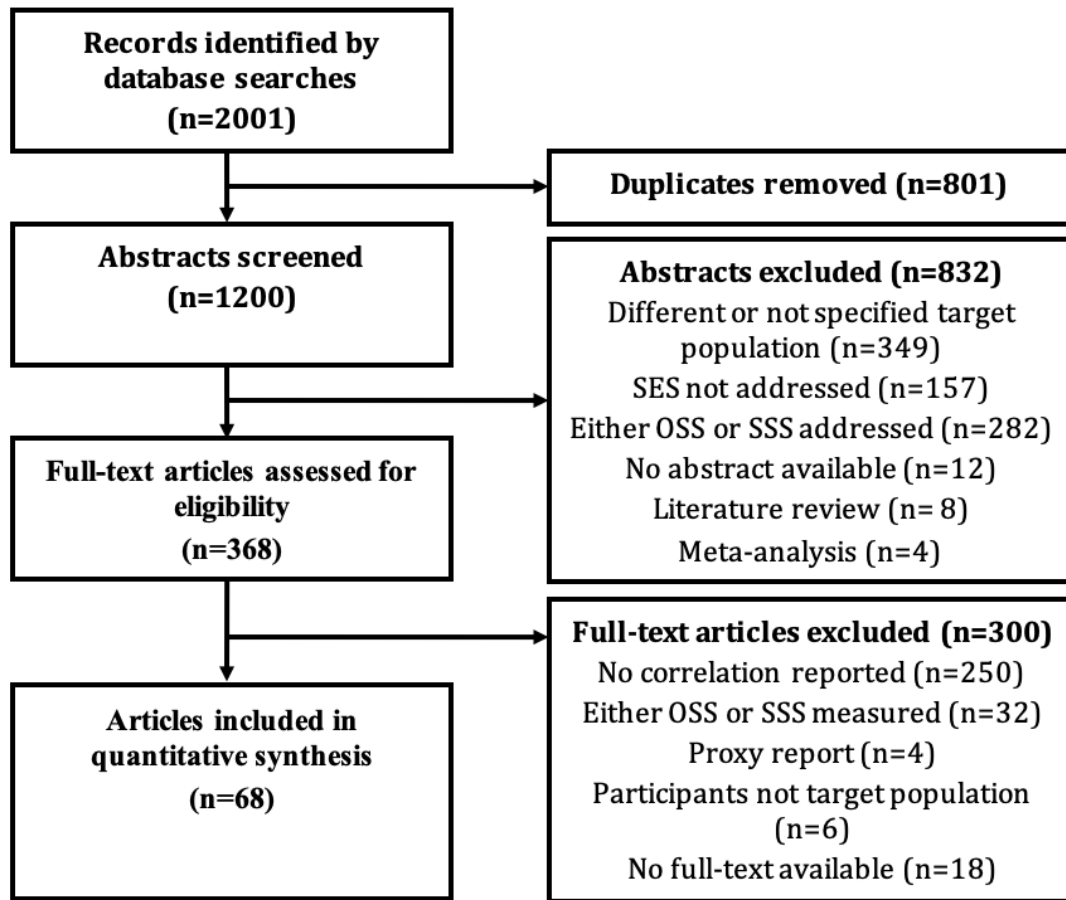 Records identified by
database searches
(n=2001)
Duplicates removed (n=801)
Abstracts screened
(n=1200)
Abstracts excluded (n=832)
Different or not specified target
population (n=349)
SES not addressed (n=157)
Either OSS or SSS addressed (n=282)
No abstract available (n=12)
Literature review (n= 8)
Meta-analysis (n=4)
Full-text articles assessed for
eligibility
(n=368)
Full-text articles excluded (n=300)
No correlation reported (n=250)
Either OSS or SSS measured (n=32)
Proxy report (n=4)
Participants not target population
(n=6)
No full-text available (n=18)
Articles included in
quantitative synthesis
(n=68)